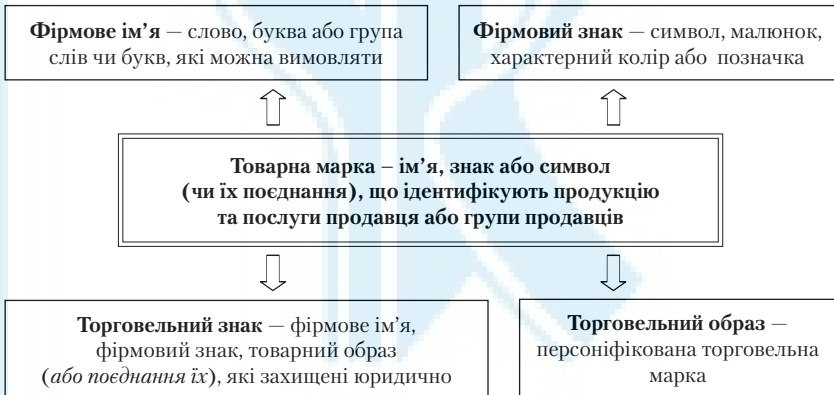 Фірмове ім’я — слово, буква або група
слів чи букв, які можна вимовляти
Фірмовий знак — символ, малюнок,
характерний колір або позначка
Товарна марка – ім’я, знак або символ
(чи їх поєднання), що ідентифікують продукцію
та послуги продавця або групи продавців
Торговельний знак — фірмове ім’я,
фірмовий знак, товарний образ
(або поєднання їх), які захищені юридично
Торговельний образ —
персоніфікована торговельна
марка